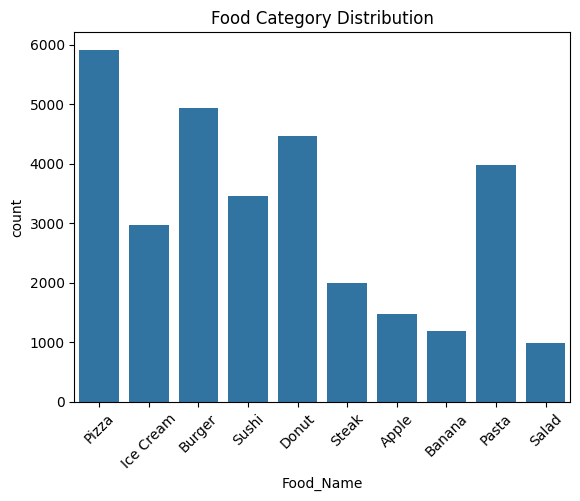 Food Category Distribution
count
6000
5000
4000
3000
2000
1000
0
Pizza
Ice Cream
Burger
Sushi
Donut
Steak
Apple
Banana
Pasta
Salad
Food_Name